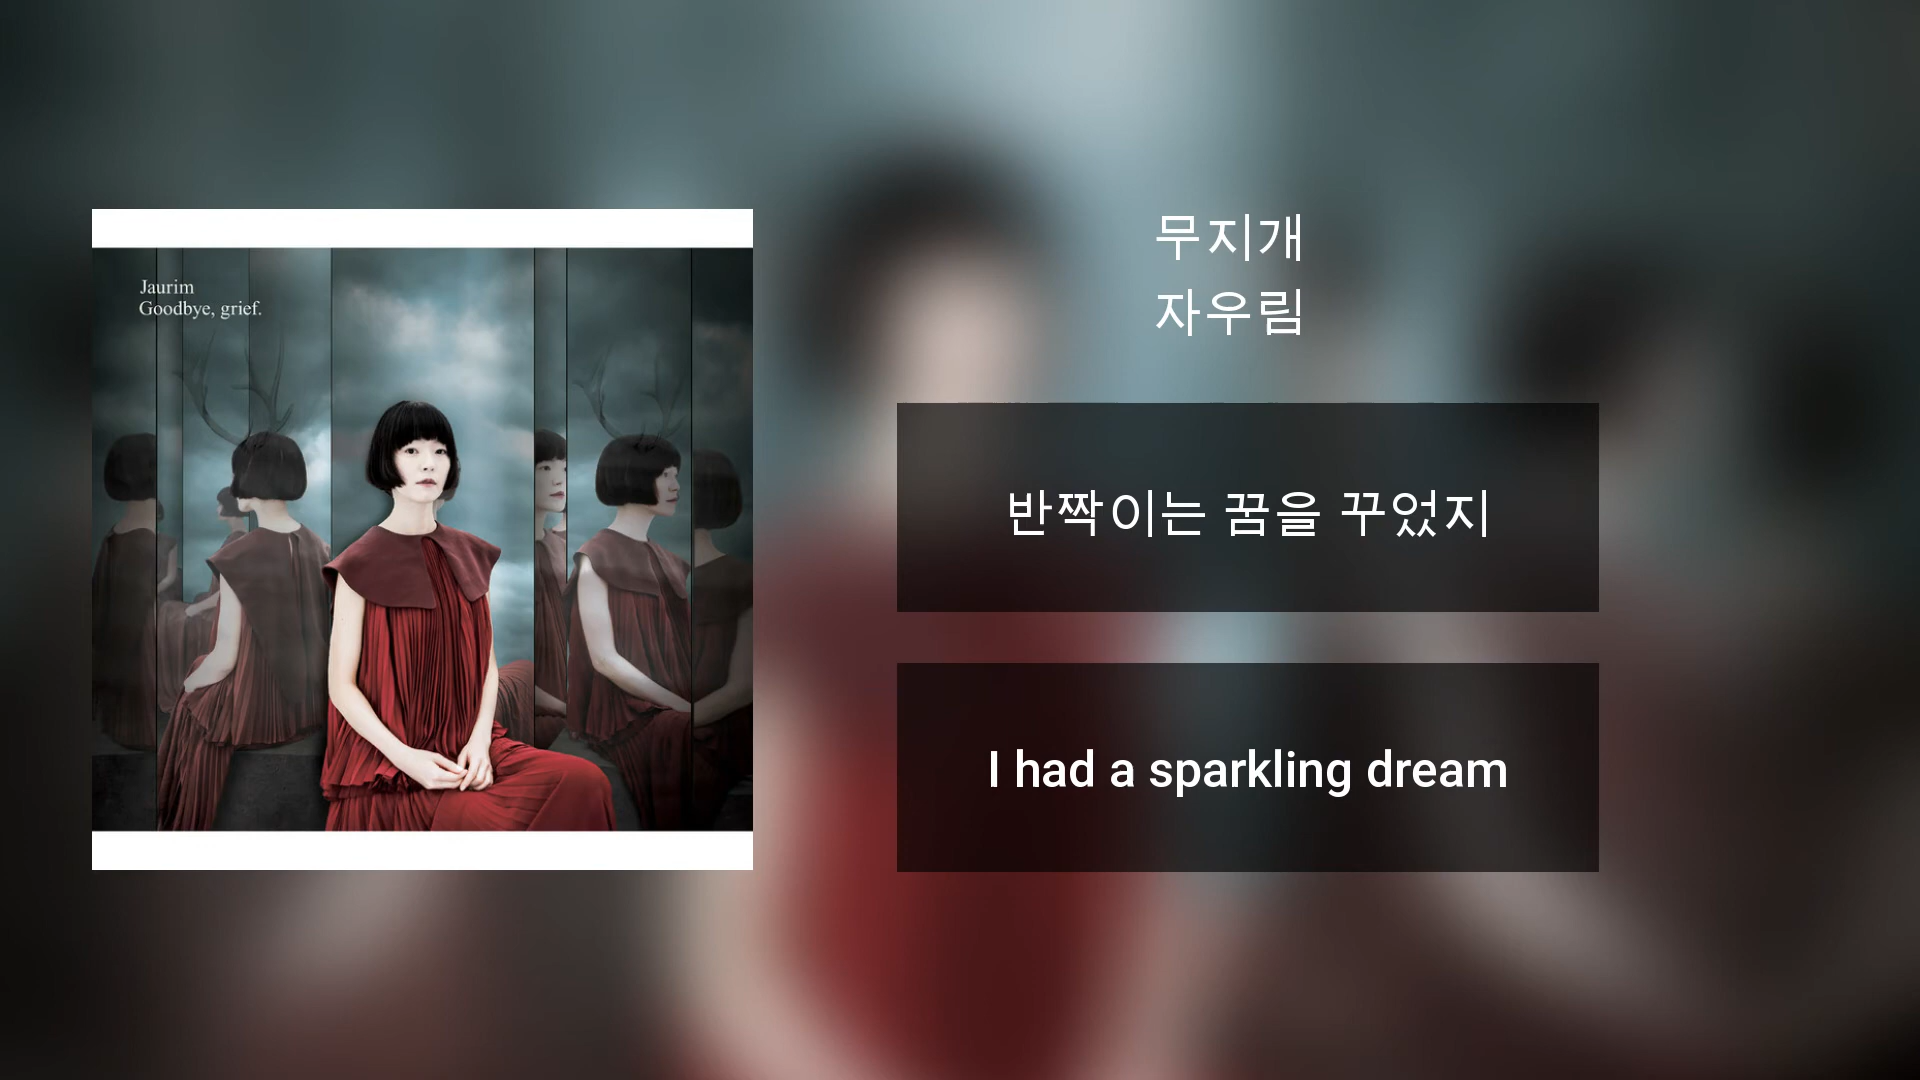 Jaurim
Goodbye, grief.
무지개
자우림
반짝이는 꿈을 꾸었지
I had a sparkling dream